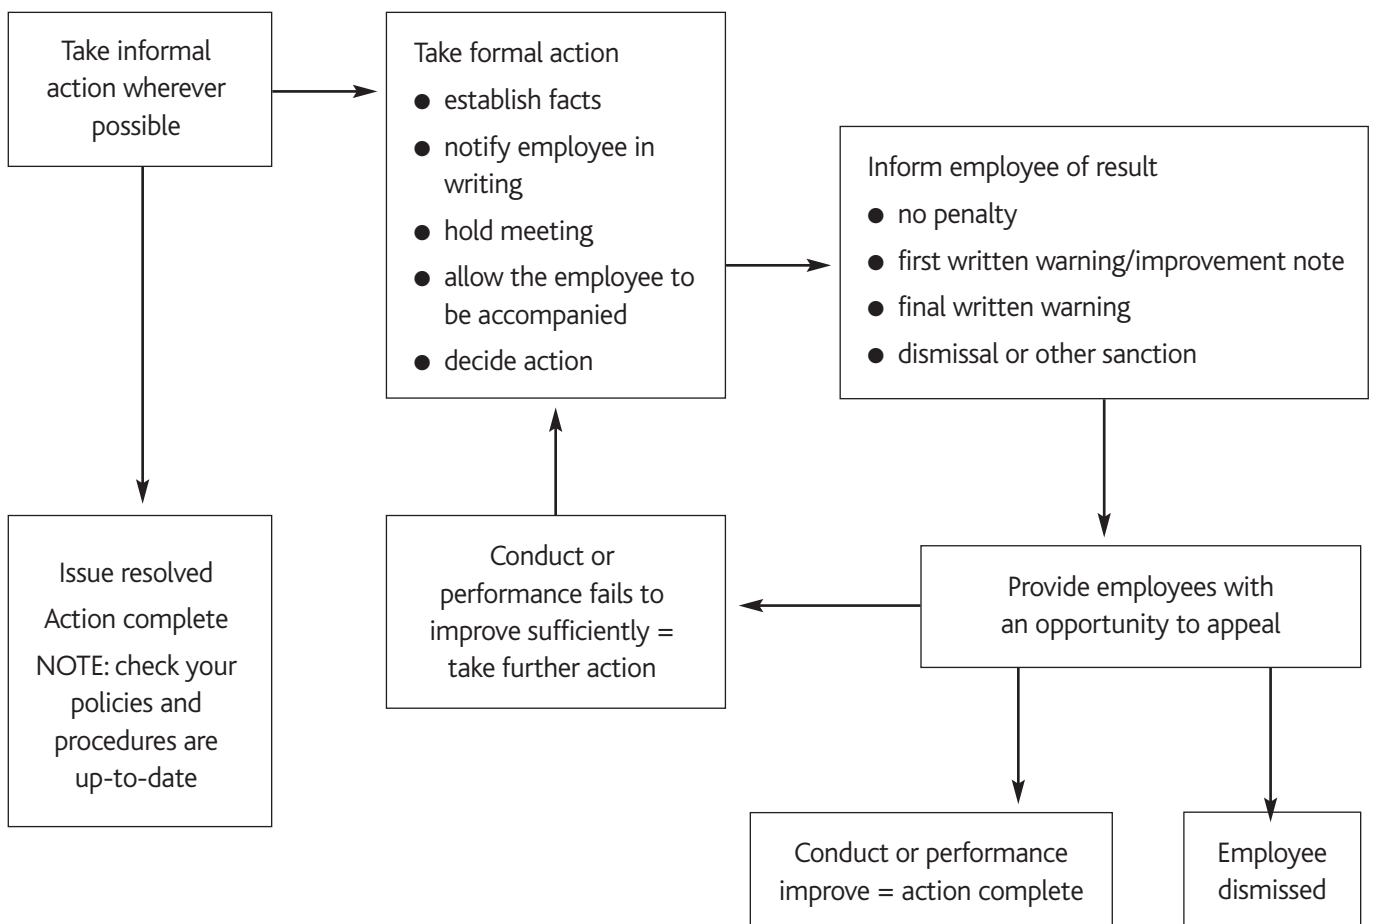 Take informal
action wherever
possible
Take formal action
● establish facts
● notify employee in
writing
● hold meeting
● allow the employee to
be accompanied
● decide action
Inform employee of result
● no penalty
● first written warning/improvement note
● final written warning
● dismissal or other sanction
Issue resolved
Action complete
NOTE: check your
policies and
procedures are
up-to-date
Conduct or
performance fails to
improve sufficiently =
take further action
Provide employees with
an opportunity to appeal
Conduct or performance
improve = action complete
Employee
dismissed